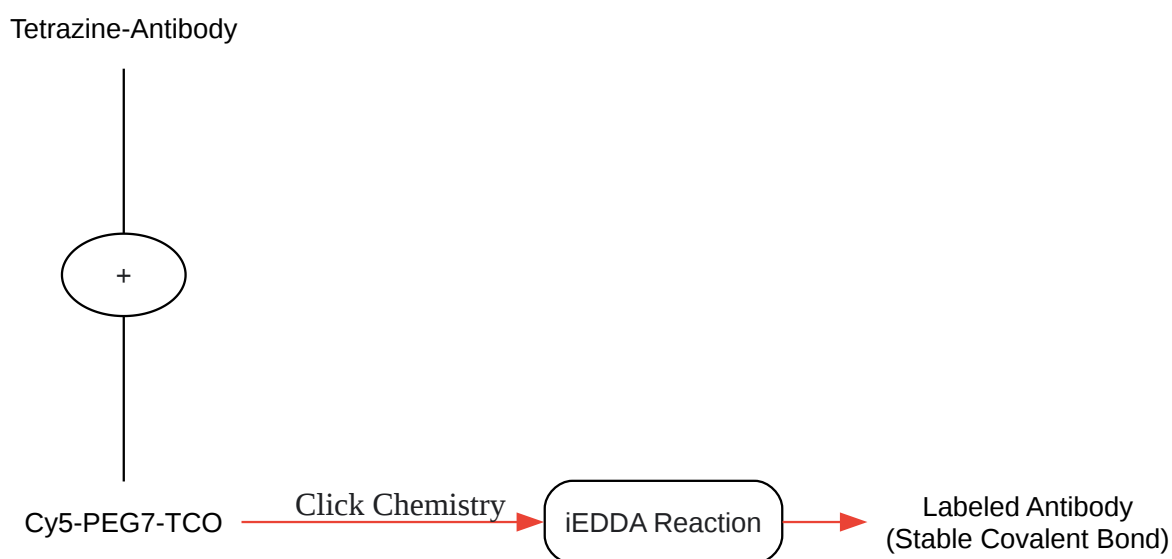 Tetrazine-Antibody
+
Cy5-PEG7-TCO
Click Chemistry
iEDDA Reaction
Labeled Antibody
(Stable Covalent Bond)